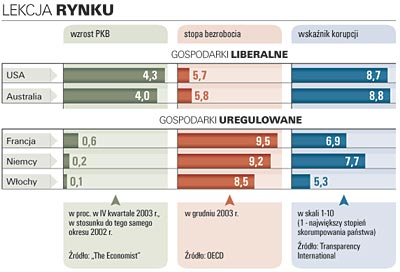 LEKCJA RYNKU
wzrost PKB stopa bezrobocia wskaźnik korupcji
GOSPODARKI LIBERALNE
USA 4,3 5,7 8,7
Australia 4,0 5,8 8,8
GOSPODARKI UREGULOWANE
Francja 0,6 9,5 6,9
Niemcy 0,2 9,2 7,7
Włochy 0,1 8,5 5,3
w proc. w IV kwartale 2003 r.,
w stosunku do tego samego
okresu 2002 r.
Źródło: „The Economist”
w grudniu 2003 r.
Źródło: OECD
w skali 1-10
(1 - największy stopień
skorumpowania państwa)
Źródło: Transparency
International